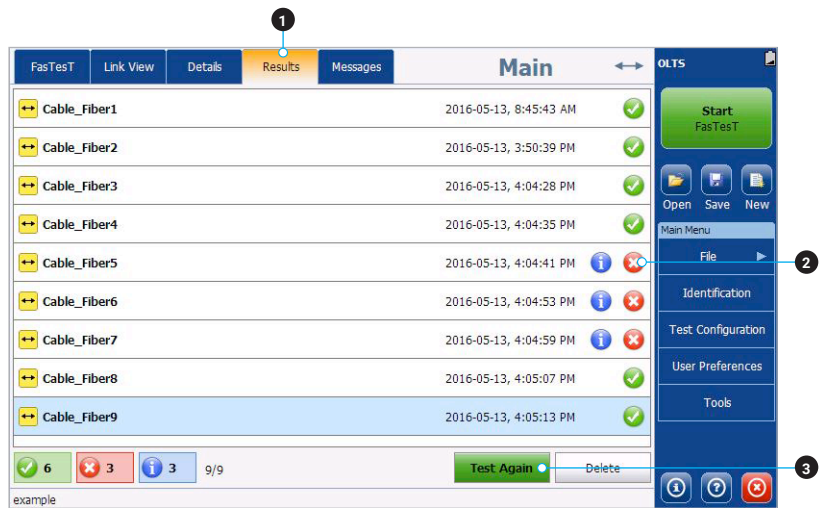 1
FasTesT Link View Details Results Messages Main OLTS
Cable_Fiber1 2016-05-13, 8:45:43 AM
Cable_Fiber2 2016-05-13, 3:50:39 PM
Cable_Fiber3 2016-05-13, 4:04:28 PM
Cable_Fiber4 2016-05-13, 4:04:35 PM
Cable_Fiber5 2016-05-13, 4:04:41 PM
Cable_Fiber6 2016-05-13, 4:04:53 PM
Cable_Fiber7 2016-05-13, 4:04:59 PM
Cable_Fiber8 2016-05-13, 4:05:07 PM
Cable_Fiber9 2016-05-13, 4:05:13 PM
6 3 3 9/9 Test Again Delete
example
Start
FasTesT
Open Save New
Main Menu
File
2
Identification
Test Configuration
User Preferences
Tools
3